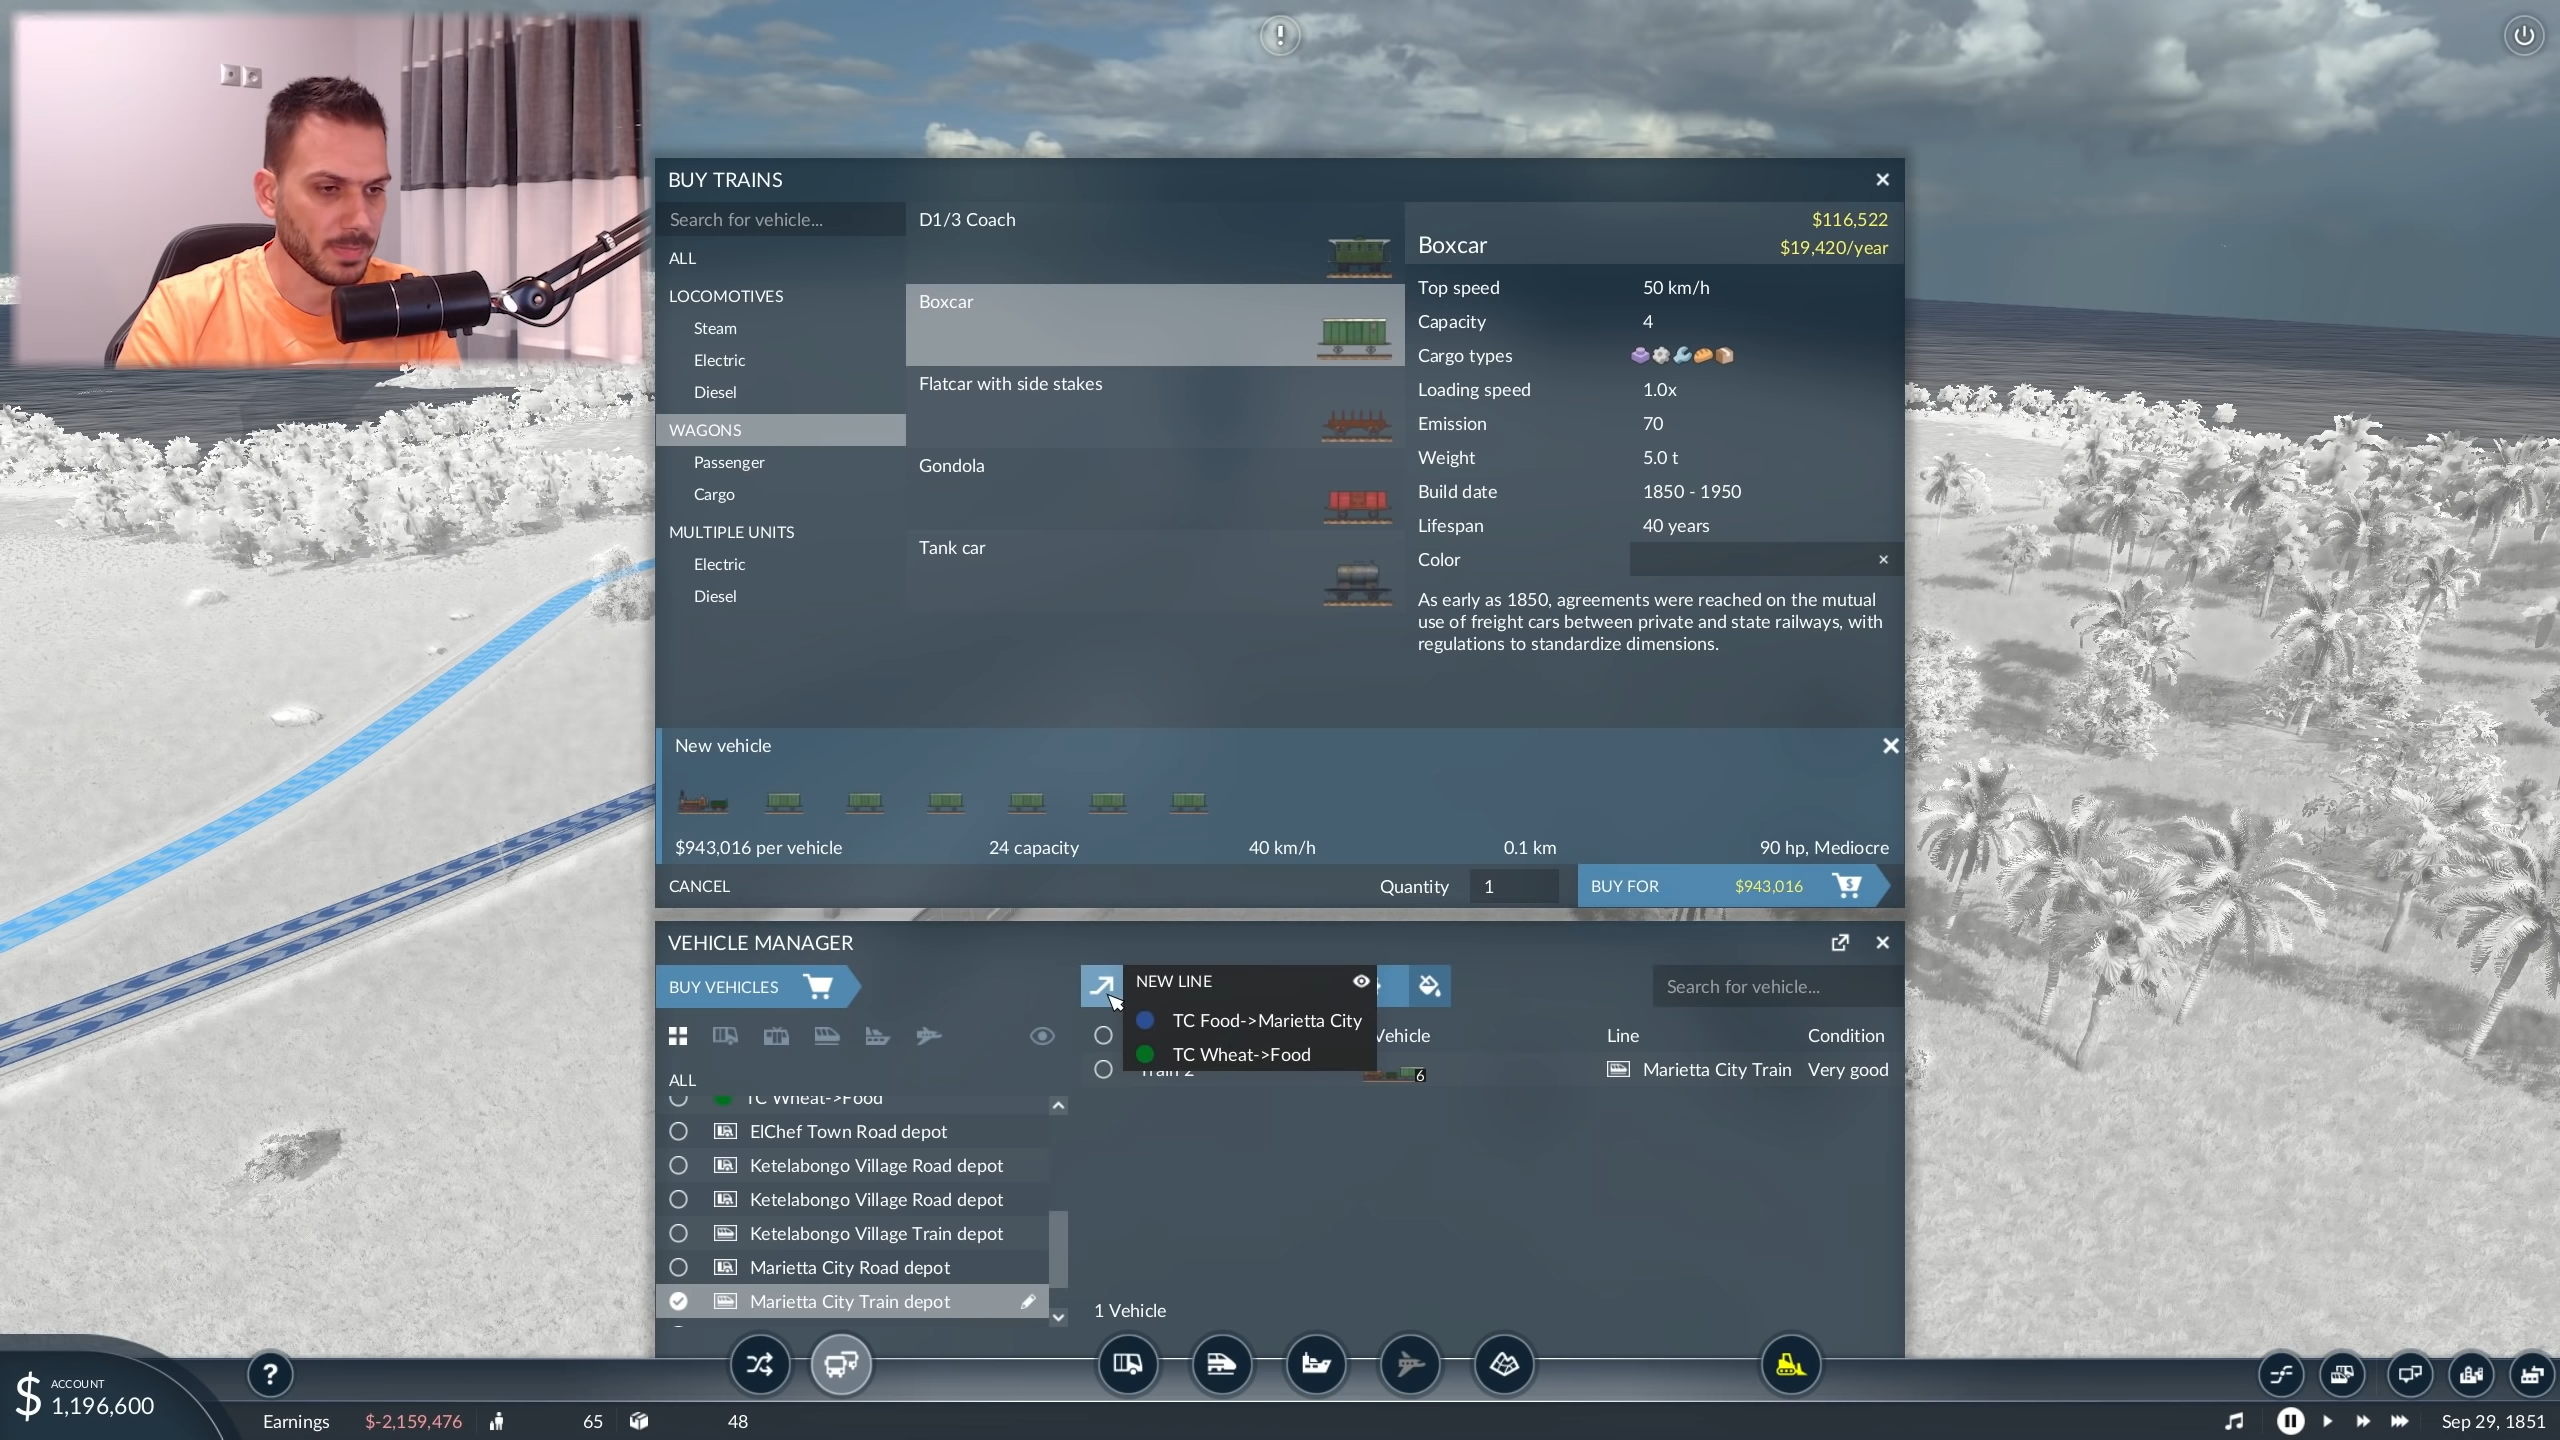 BUY TRAINS
Search for vehicle...
ALL
LOCOMOTIVES
Steam
Electric
Diesel
WAGONS
Passenger
Cargo
MULTIPLE UNITS
Electric
Diesel
D1/3 Coach
Boxcar
Flatcar with side stakes
Gondola
Tank car
$116,522
Boxcar
$19,420/year
Top speed 50 km/h
Capacity 4
Cargo types
Loading speed 1.0x
Emission 70
Weight 5.0 t
Build date 1850 - 1950
Lifespan 40 years
Color
As early as 1850, agreements were reached on the mutual
use of freight cars between private and state railways, with
regulations to standardize dimensions.
New vehicle
$943,016 per vehicle 24 capacity 40 km/h 0.1 km 90 hp, Mediocre
CANCEL Quantity 1 BUY FOR $943,016
VEHICLE MANAGER
BUY VEHICLES
NEW LINE
TC Food->Marietta City
TC Wheat->Food
Search for vehicle...
Vehicle Line Condition
Train 2 6 Marietta City Train Very good
ALL
TC Wheat->Food
ElChef Town Road depot
Ketelabongo Village Road depot
Ketelabongo Village Road depot
Ketelabongo Village Train depot
Marietta City Road depot
Marietta City Train depot
1 Vehicle
$ ACCOUNT
1,196,600
?
Earnings $-2,159,476 65 48
Sep 29, 1851